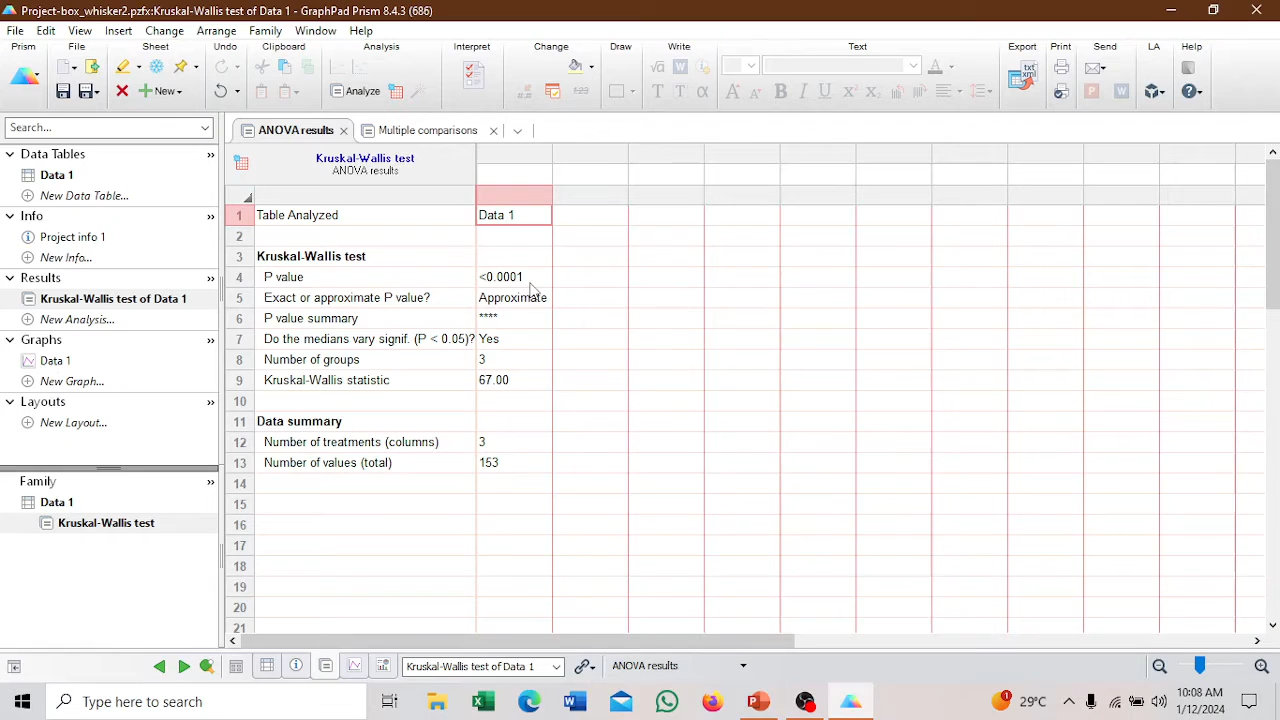 Project-box_whisker2.pzfx:Kruskal-Wallis test of Data 1 - GraphPad Prism 8.4.3 (686)
File Edit View Insert Change Arrange Family Window Help
Prism File Sheet Undo Clipboard Analysis Interpret Change Draw Write Text Export Print Send LA Help
New Analyze
Search...
ANOVA results Multiple comparisons
Data Tables
Data 1
New Data Table...
Info
Project info 1
New Info...
Results
Kruskal-Wallis test of Data 1
New Analysis...
Graphs
Data 1
New Graph...
Layouts
New Layout...
Family
Data 1
Kruskal-Wallis test
Kruskal-Wallis test
ANOVA results
1 Table Analyzed Data 1
2
3 Kruskal-Wallis test
4 P value <0.0001
5 Exact or approximate P value? Approximate
6 P value summary ****
7 Do the medians vary signif. (P < 0.05)? Yes
8 Number of groups 3
9 Kruskal-Wallis statistic 67.00
10
11 Data summary
12 Number of treatments (columns) 3
13 Number of values (total) 153
14
15
16
17
18
19
20
21
Kruskal-Wallis test of Data 1 ANOVA results
Type here to search
29°C
10:08 AM
1/12/2024